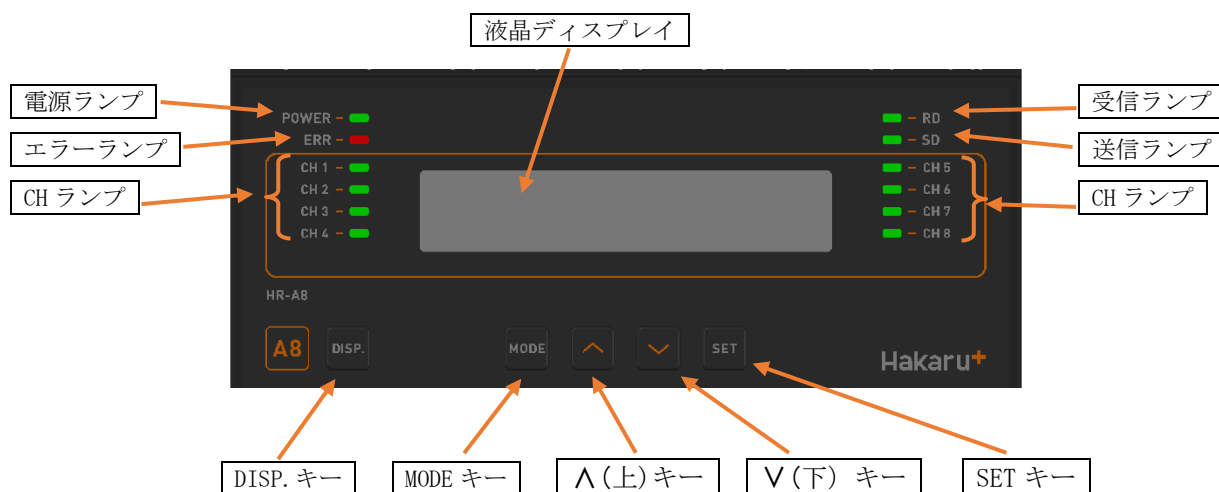 液晶ディスプレイ
電源ランプ
エラーランプ
CH ランプ
受信ランプ
送信ランプ
CH ランプ
POWER
ERR
CH 1
CH 2
CH 3
CH 4
RD
SD
CH 5
CH 6
CH 7
CH 8
HR-A8
A8
DISP.
MODE
SET
Hakaru+
DISP.キー
MODE キー
∧(上)キー
∨(下) キー
SET キー